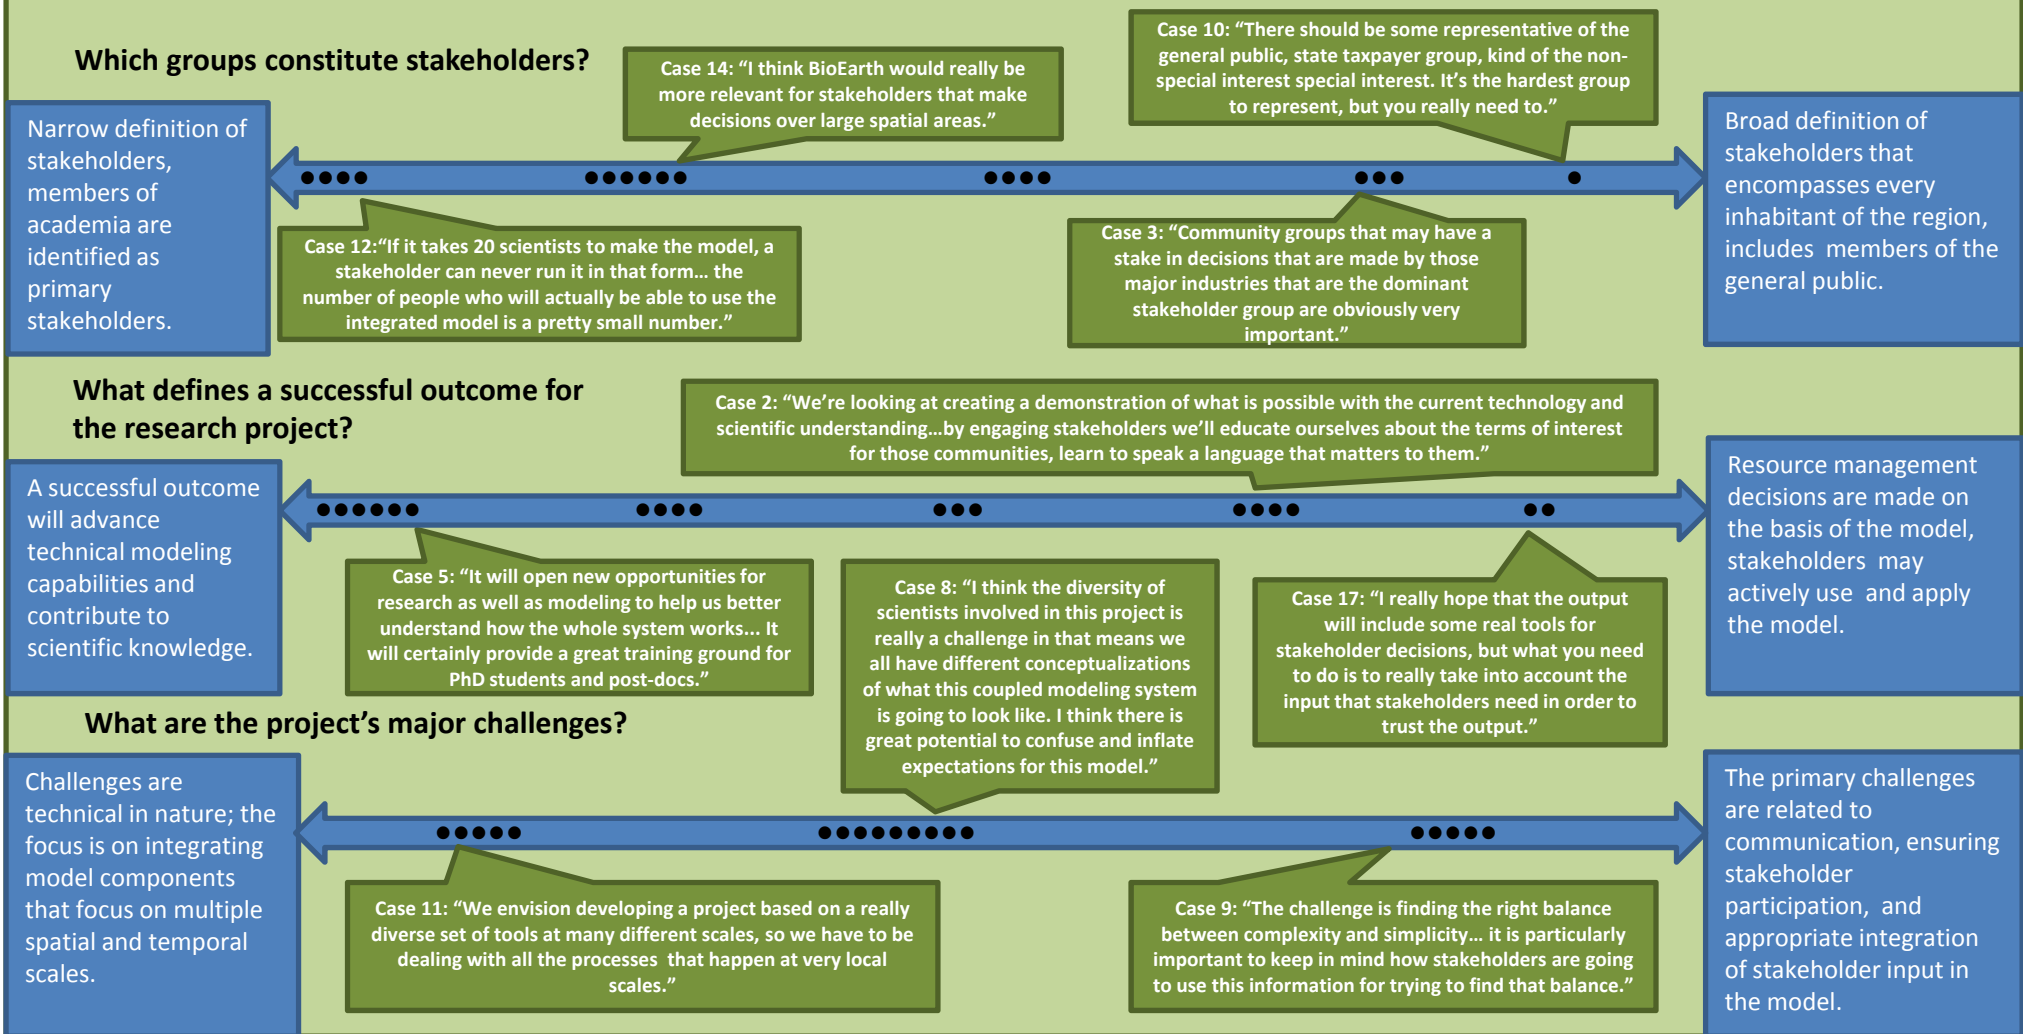 Which groups constitute stakeholders?
Case 14: “I think BioEarth would really be
more relevant for stakeholders that make
decisions over large spatial areas.”
Case 10: “There should be some representative of the
general public, state taxpayer group, kind of the non-
special interest special interest. It’s the hardest group
to represent, but you really need to.”
Narrow definition of
stakeholders,
members of
academia are
identified as
primary
stakeholders.
Broad definition of
stakeholders that
encompasses every
inhabitant of the region,
includes  members of the
general public.
Case 12:“If it takes 20 scientists to make the model, a
stakeholder can never run it in that form… the
number of people who will actually be able to use the
integrated model is a pretty small number.”
Case 3: “Community groups that may have a
stake in decisions that are made by those
major industries that are the dominant
stakeholder group are obviously very
important.”
What defines a successful outcome for
the research project?
Case 2: “We’re looking at creating a demonstration of what is possible with the current technology and
scientific understanding…by engaging stakeholders we’ll educate ourselves about the terms of interest
for those communities, learn to speak a language that matters to them.”
A successful outcome
will advance
technical modeling
capabilities and
contribute to
scientific knowledge.
Resource management
decisions are made on
the basis of the model,
stakeholders  may
actively use  and apply
the model.
Case 5: “It will open new opportunities for
research as well as modeling to help us better
understand how the whole system works... It
will certainly provide a great training ground for
PhD students and post-docs.”
Case 8: “I think the diversity of
scientists involved in this project is
really a challenge in that means we
all have different conceptualizations
of what this coupled modeling system
is going to look like. I think there is
great potential to confuse and inflate
expectations for this model.”
Case 17: “I really hope that the output
will include some real tools for
stakeholder decisions, but what you need
to do is to really take into account the
input that stakeholders need in order to
trust the output.”
What are the project’s major challenges?
Challenges are
technical in nature; the
focus is on integrating
model components
that focus on multiple
spatial and temporal
scales.
The primary challenges
are related to
communication, ensuring
stakeholder
participation,  and
appropriate integration
of stakeholder input in
the model.
Case 11: “We envision developing a project based on a really
diverse set of tools at many different scales, so we have to be
dealing with all the processes  that happen at very local
scales.”
Case 9: “The challenge is finding the right balance
between complexity and simplicity… it is particularly
important to keep in mind how stakeholders are going
to use this information for trying to find that balance.”